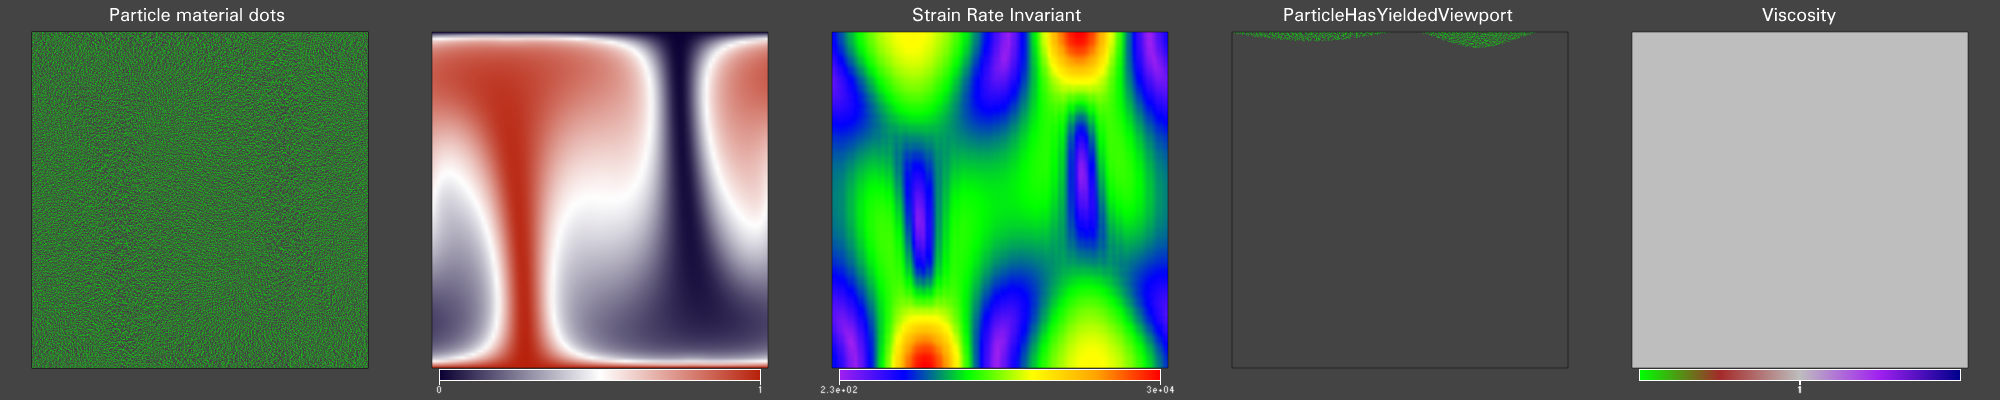 Particle material dots
Strain Rate Invariant
ParticleHasYieldedViewport
Viscosity
0 1
2.3e+02 3e+04
1